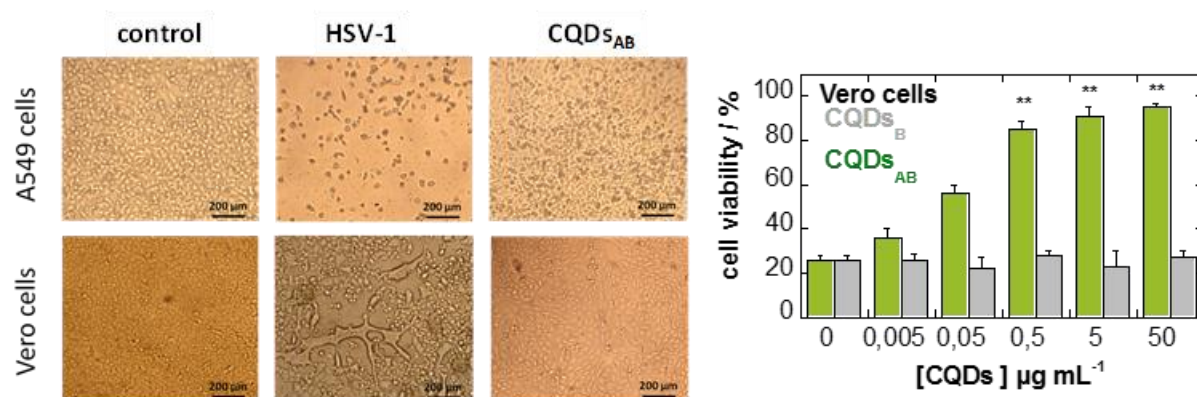 control HSV-1 CQDsAB
A549 cells
200 µm 200 µm 200 µm
Vero cells
200 µm 200 µm 200 µm
cell viability / %
100
80
60
40
20
0
Vero cells
CQDsB
CQDsAB
** ** **
0 0,005 0,05 0,5 5 50
[CQDs ] µg mL-1